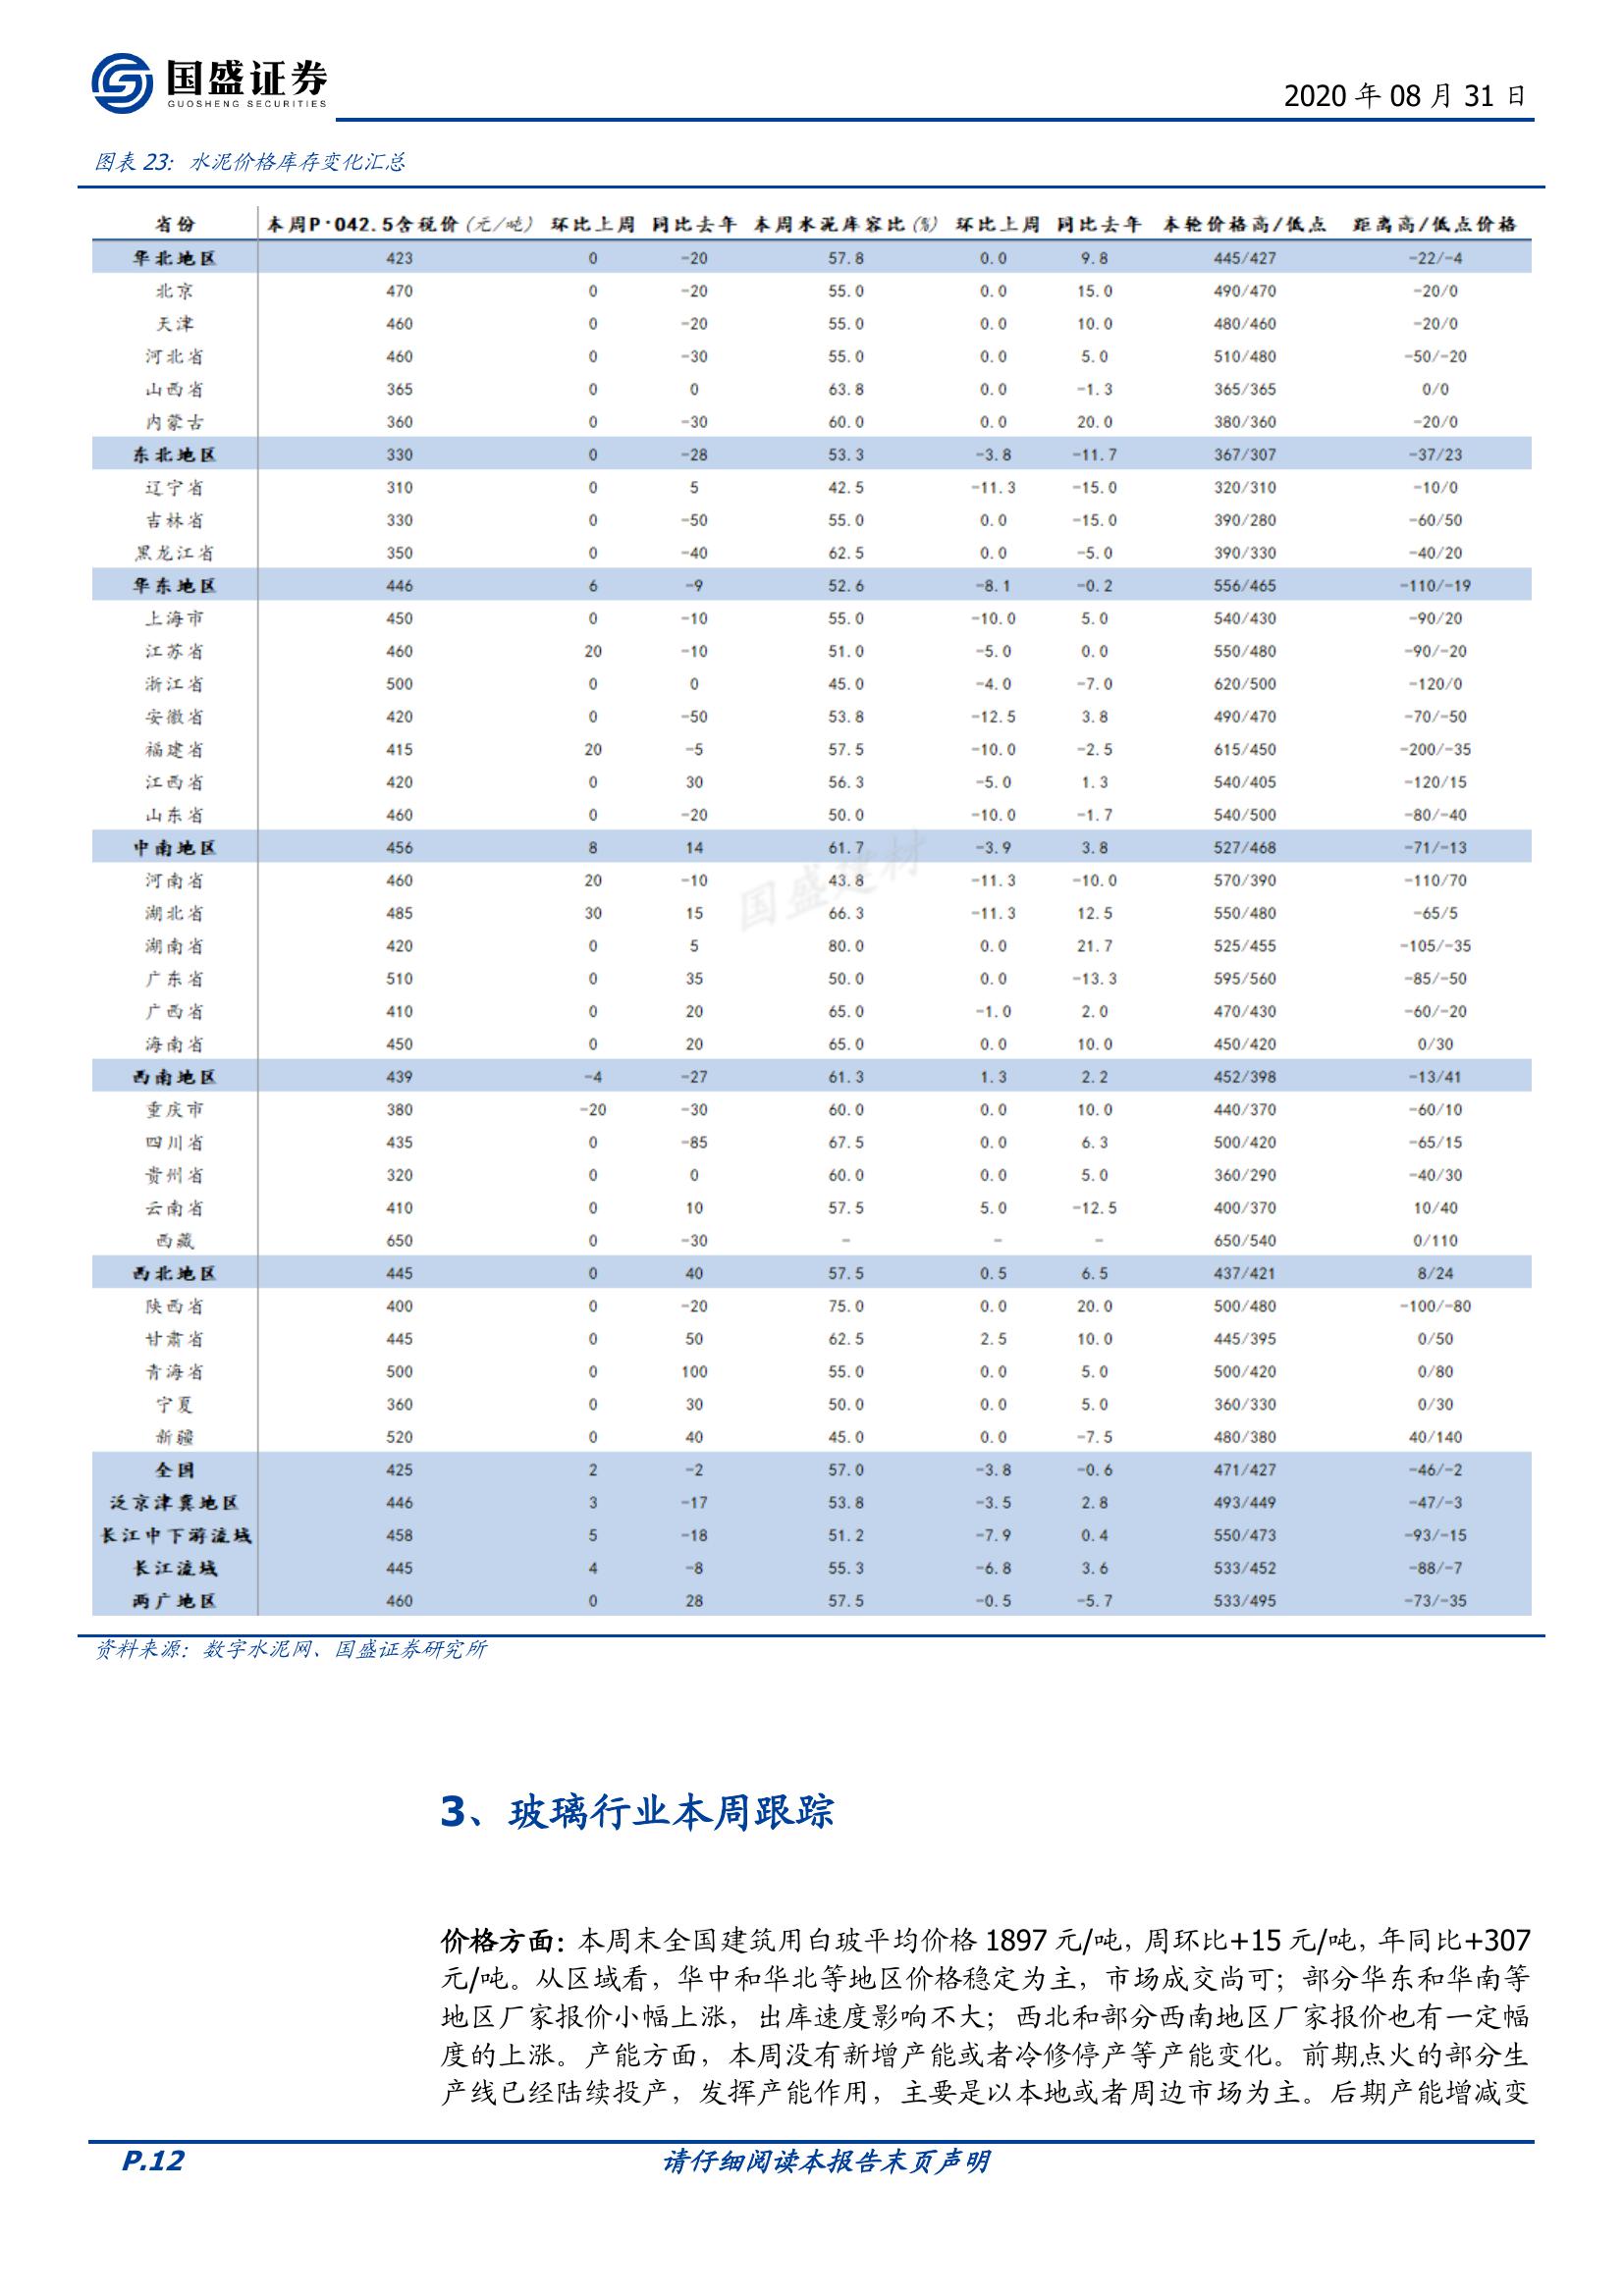 国盛证券
GUOSHENG SECURITIES
2020 年 08 月 31 日
图表 23：水泥价格库存变化汇总
省份 本周P·O42.5含税价(元/吨) 环比上周 同比去年 本周水泥库容比(%) 环比上周 同比去年 本轮价格高/低点 距离高/低点价格
华北地区 423 0 -20 57.8 0.0 9.8 445/427 -22/-4
北京 470 0 -20 55.0 0.0 15.0 490/470 -20/0
天津 460 0 -20 55.0 0.0 10.0 480/460 -20/0
河北省 460 0 -30 55.0 0.0 5.0 510/480 -50/-20
山西省 365 0 0 63.8 0.0 -1.3 365/365 0/0
内蒙古 360 0 -30 60.0 0.0 20.0 380/360 -20/0
东北地区 330 0 -28 53.3 -3.8 -11.7 367/307 -37/23
辽宁省 310 0 5 42.5 -11.3 -15.0 320/310 -10/0
吉林省 330 0 -50 55.0 0.0 -15.0 390/280 -60/50
黑龙江省 350 0 -40 62.5 0.0 -5.0 390/330 -40/20
华东地区 446 6 -9 52.6 -8.1 -0.2 556/465 -110/-19
上海市 450 0 -10 55.0 -10.0 5.0 540/430 -90/20
江苏省 460 20 -10 51.0 -5.0 0.0 550/480 -90/-20
浙江省 500 0 0 45.0 -4.0 -7.0 620/500 -120/0
安徽省 420 0 -50 53.8 -12.5 3.8 490/470 -70/-50
福建省 415 20 -5 57.5 -10.0 -2.5 615/450 -200/-35
江西省 420 0 30 56.3 -5.0 1.3 540/405 -120/15
山东省 460 0 -20 50.0 -10.0 -1.7 540/500 -80/-40
中南地区 456 8 14 61.7 -3.9 3.8 527/468 -71/-13
河南省 460 20 -10 43.8 -11.3 -10.0 570/390 -110/70
湖北省 485 30 15 66.3 -11.3 12.5 550/480 -65/5
湖南省 420 0 5 80.0 0.0 21.7 525/455 -105/-35
广东省 510 0 35 50.0 0.0 -13.3 595/560 -85/-50
广西省 410 0 20 65.0 -1.0 2.0 470/430 -60/-20
海南省 450 0 20 65.0 0.0 10.0 450/420 0/30
西南地区 439 -4 -27 61.3 1.3 2.2 452/398 -13/41
重庆市 380 -20 -30 60.0 0.0 10.0 440/370 -60/10
四川省 435 0 -85 67.5 0.0 6.3 500/420 -65/15
贵州省 320 0 0 60.0 0.0 5.0 360/290 -40/30
云南省 410 0 10 57.5 5.0 -12.5 400/370 10/40
西藏 650 0 -30 - - - 650/540 0/110
西北地区 445 0 40 57.5 0.5 6.5 437/421 8/24
陕西省 400 0 -20 75.0 0.0 20.0 500/480 -100/-80
甘肃省 445 0 50 62.5 2.5 10.0 445/395 0/50
青海省 500 0 100 55.0 0.0 5.0 500/420 0/80
宁夏 360 0 30 50.0 0.0 5.0 360/330 0/30
新疆 520 0 40 45.0 0.0 -7.5 480/380 40/140
全国 425 2 -2 57.0 -3.8 -0.6 471/427 -46/-2
泛京津冀地区 446 3 -17 53.8 -3.5 2.8 493/449 -47/-3
长江中下游流域 458 5 -18 51.2 -7.9 0.4 550/473 -93/-15
长江流域 445 4 -8 55.3 -6.8 3.6 533/452 -88/-7
两广地区 460 0 28 57.5 -0.5 -5.7 533/495 -73/-35
国盛建材
资料来源：数字水泥网、国盛证券研究所
3、玻璃行业本周跟踪
价格方面：本周末全国建筑用白玻平均价格 1897 元/吨，周环比+15 元/吨，年同比+307
元/吨。从区域看，华中和华北等地区价格稳定为主，市场成交尚可；部分华东和华南等
地区厂家报价小幅上涨，出库速度影响不大；西北和部分西南地区厂家报价也有一定幅
度的上涨。产能方面，本周没有新增产能或者冷修停产等产能变化。前期点火的部分生
产线已经陆续投产，发挥产能作用，主要是以本地或者周边市场为主。后期产能增减变
P.12
请仔细阅读本报告末页声明